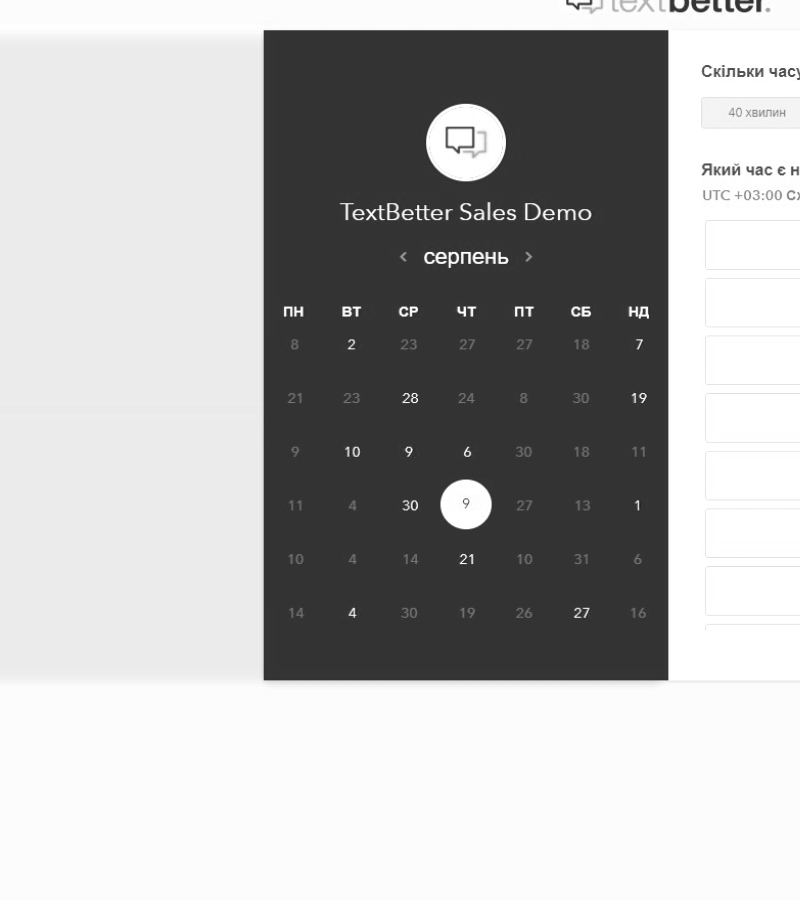 textbetter.
TextBetter Sales Demo
серпень
ПН ВТ СР ЧТ ПТ СБ НД
8 2 23 27 27 18 7
21 23 28 24 8 30 19
9 10 9 6 30 18 11
11 4 30 9 27 13 1
10 4 14 21 10 31 6
14 4 30 19 26 27 16
Скільки часу
40 хвилин
Який час є н
UTC +03:00 Сх